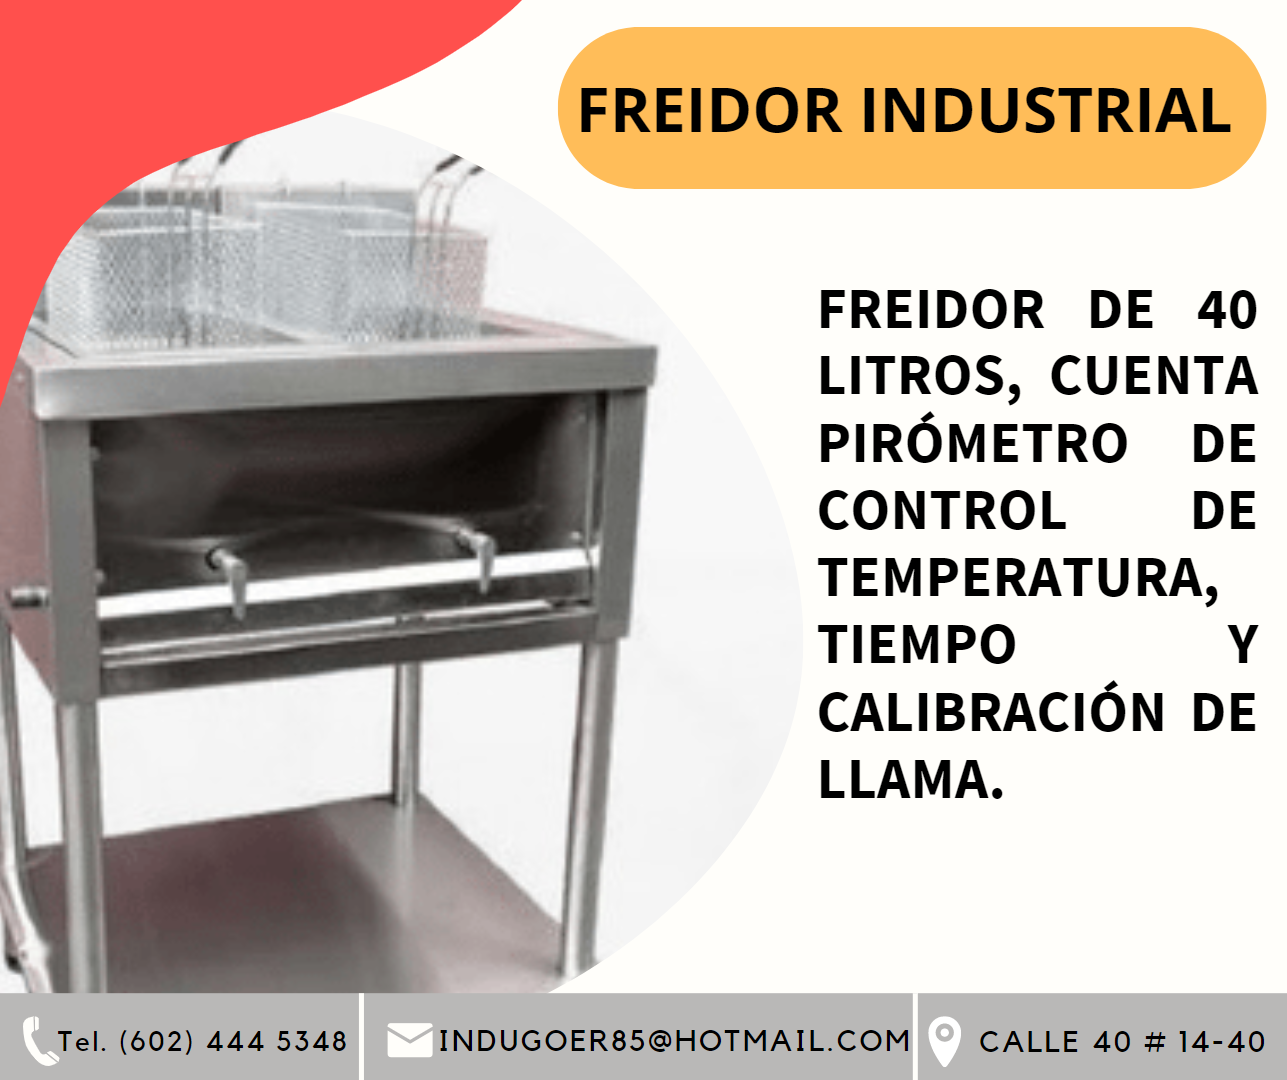 FREIDOR INDUSTRIAL
FREIDOR DE 40
LITROS, CUENTA
PIRÓMETRO DE
CONTROL DE
TEMPERATURA,
TIEMPO Y
CALIBRACIÓN DE
LLAMA.
Tel. (602) 444 5348
INDUGOER85@HOTMAIL.COM
CALLE 40 # 14-40